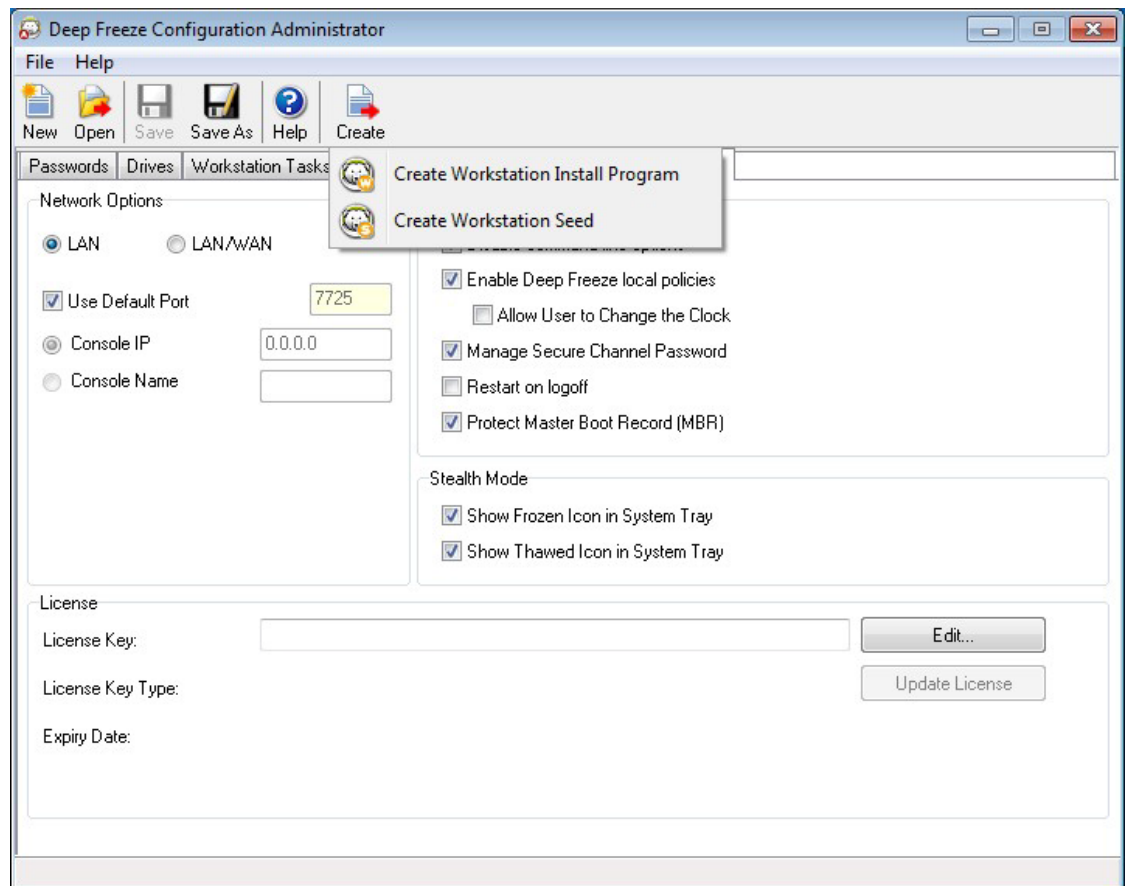 Deep Freeze Configuration Administrator
File Help
New Open Save Save As Help Create
Passwords Drives Workstation Tasks
Create Workstation Install Program
Create Workstation Seed
Network Options
LAN LAN/WAN
Use Default Port 7725
Console IP 0.0.0.0
Console Name
Enable Deep Freeze local policies
Allow User to Change the Clock
Manage Secure Channel Password
Restart on logoff
Protect Master Boot Record (MBR)
Stealth Mode
Show Frozen Icon in System Tray
Show Thawed Icon in System Tray
License
License Key: Edit...
License Key Type: Update License
Expiry Date: